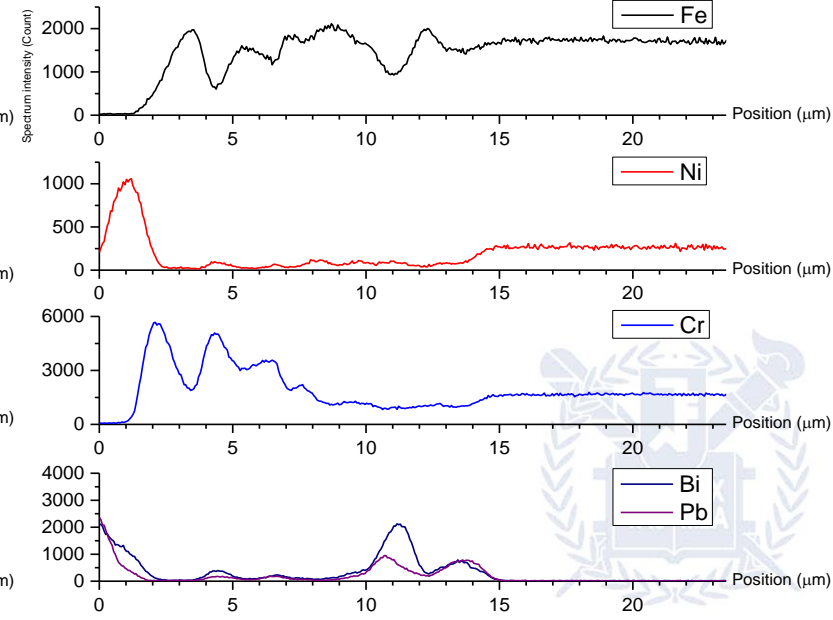 Spectrum intensity (Count)
2000
1000
0
Fe
m)
Position (μm)
0 5 10 15 20
1000
500
0
Ni
m)
Position (μm)
0 5 10 15 20
6000
3000
0
Cr
m)
Position (μm)
0 5 10 15 20
4000
3000
2000
1000
0
Bi
Pb
m)
Position (μm)
0 5 10 15 20